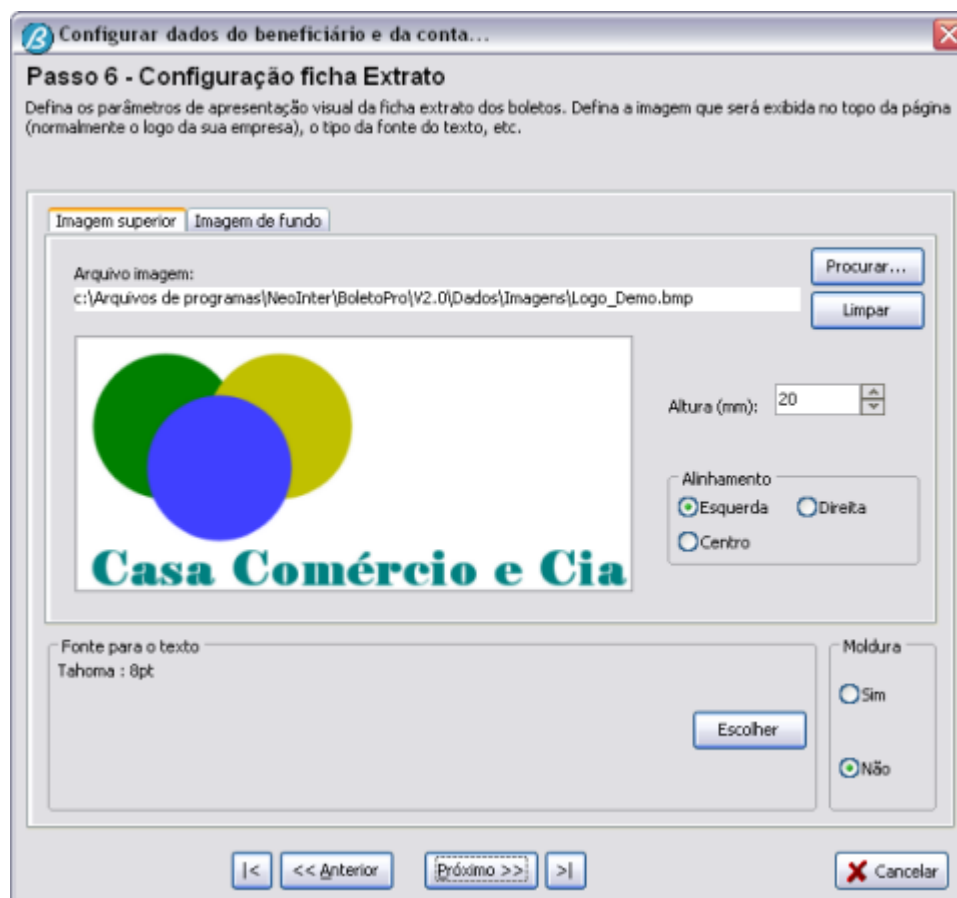 Configurar dados do beneficiário e da conta...
Passo 6 - Configuração ficha Extrato
Defina os parâmetros de apresentação visual da ficha extrato dos boletos. Defina a imagem que será exibida no topo da página
(normalmente o logo da sua empresa), o tipo da fonte do texto, etc.
Imagem superior Imagem de fundo
Arquivo imagem:
Procurar...
c:\Arquivos de programas\NeoInter\BoletoPro\V2.0\Dados\Imagens\Logo_Demo.bmp
Limpar
Altura (mm): 20
Alinhamento
Esquerda Direita
Centro
Casa Comércio e Cia
Fonte para o texto
Moldura
Tahoma : 8pt
Sim
Escolher
Não
|< << Anterior Próximo >> >| Cancelar